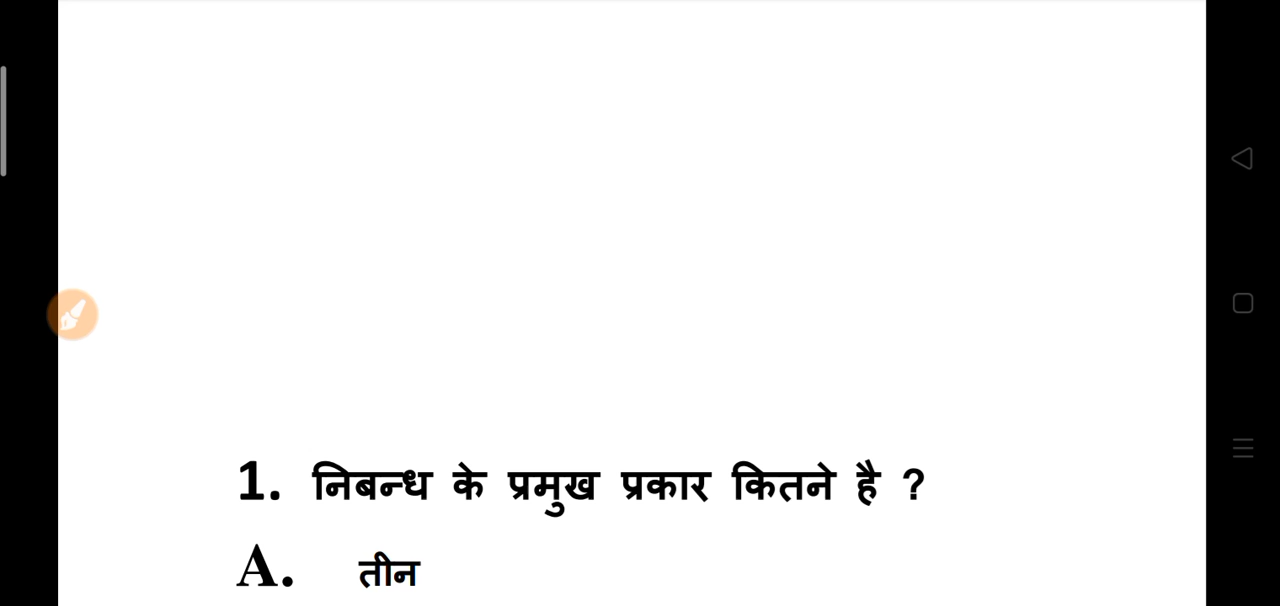 1. निबन्ध के प्रमुख प्रकार कितने है ?
A. तीन